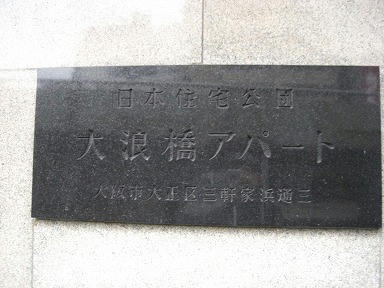 日本住宅公団
大浪橋アパート
大阪市大正区三軒家浜通三